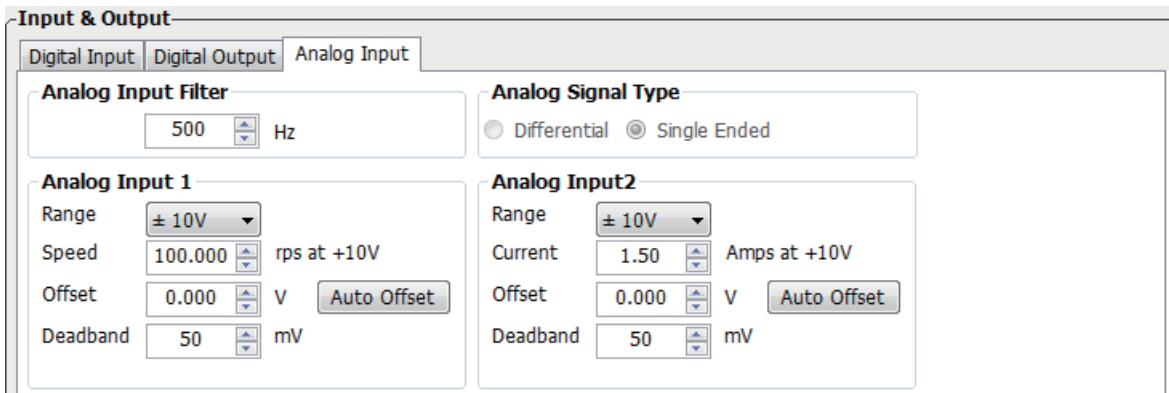 Input & Output
Digital Input Digital Output Analog Input
Analog Input Filter
500 Hz
Analog Signal Type
Differential Single Ended
Analog Input 1
Range ± 10V
Speed 100.000 rps at +10V
Offset 0.000 V Auto Offset
Deadband 50 mV
Analog Input2
Range ± 10V
Current 1.50 Amps at +10V
Offset 0.000 V Auto Offset
Deadband 50 mV